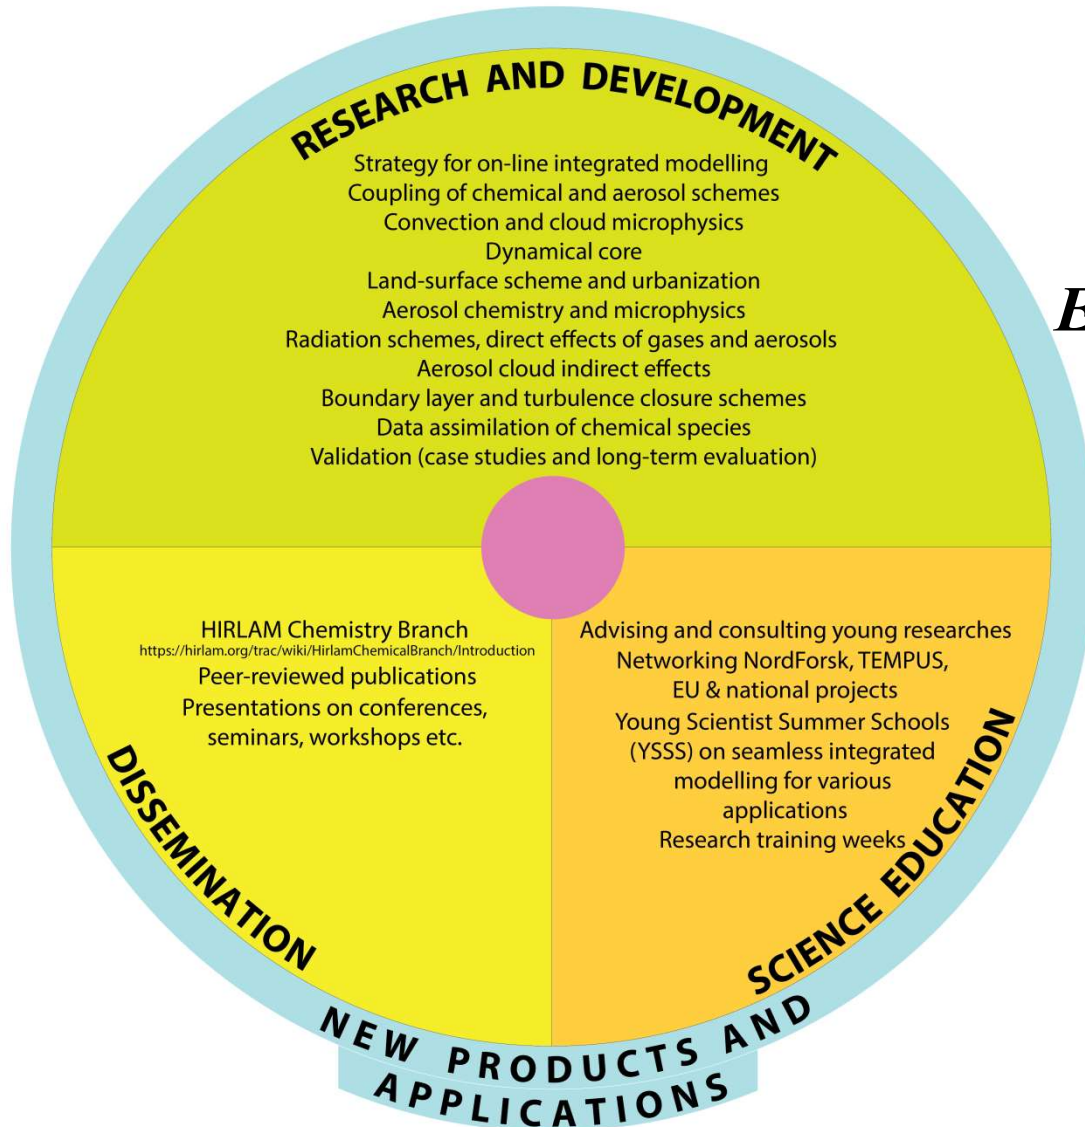 RESEARCH AND DEVELOPMENT
Strategy for on-line integrated modelling
Coupling of chemical and aerosol schemes
Convection and cloud microphysics
Dynamical core
Land-surface scheme and urbanization
Aerosol chemistry and microphysics
Radiation schemes, direct effects of gases and aerosols
Aerosol cloud indirect effects
Boundary layer and turbulence closure schemes
Data assimilation of chemical species
Validation (case studies and long-term evaluation)
HIRLAM Chemistry Branch
https://hirlam.org/trac/wiki/HirlamChemicalBranch/Introduction
Peer-reviewed publications
Presentations on conferences,
seminars, workshops etc.
DISSEMINATION
Advising and consulting young researches
Networking NordForsk, TEMPUS,
EU & national projects
Young Scientist Summer Schools
(YSSS) on seamless integrated
modelling for various
applications
Research training weeks
SCIENCE EDUCATION
NEW PRODUCTS AND
APPLICATIONS